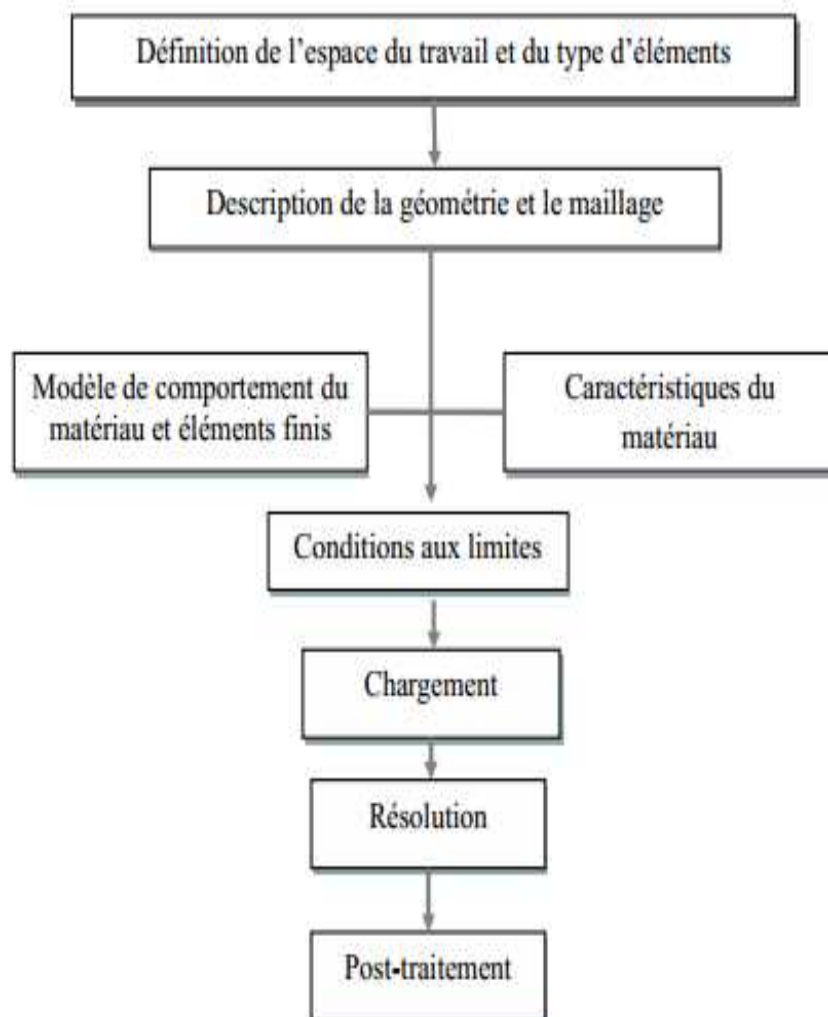 Définition de l’espace du travail et du type d’éléments
Description de la géométrie et le maillage
Modèle de comportement du
matériau et éléments finis
Caractéristiques du
matériau
Conditions aux limites
Chargement
Résolution
Post-traitement